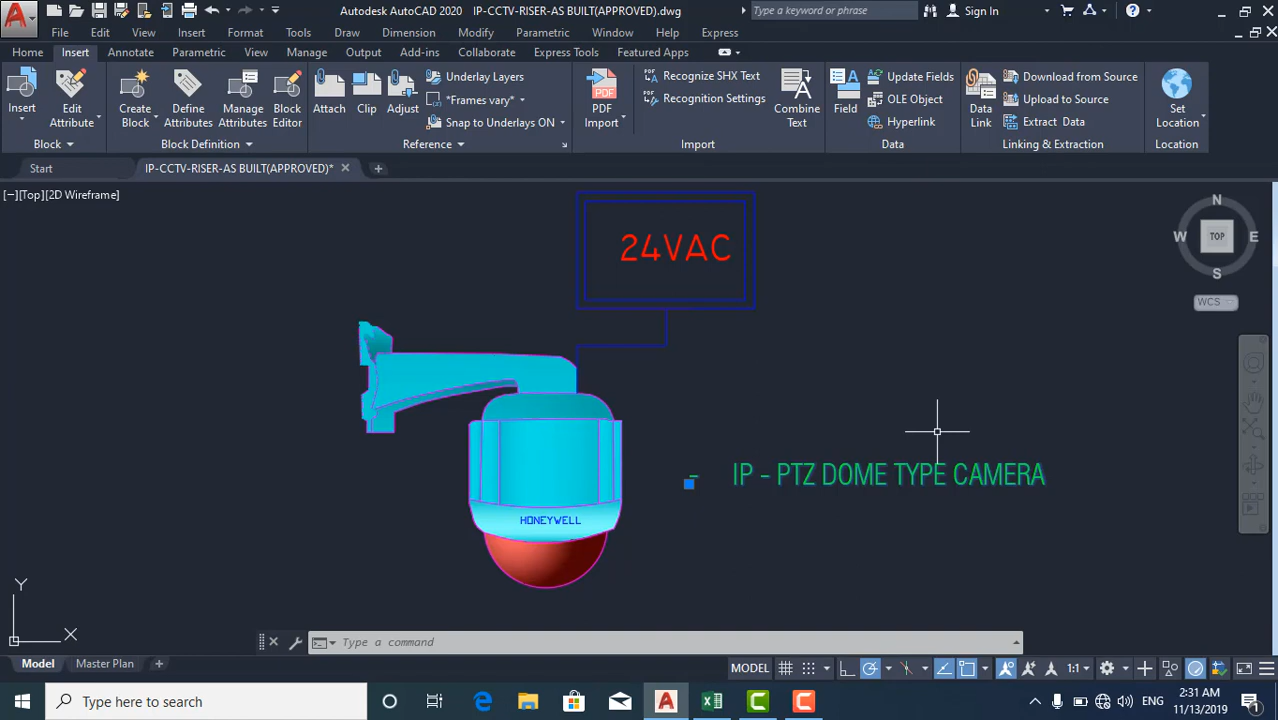 Autodesk AutoCAD 2020 IP-CCTV-RISER-AS BUILT(APPROVED).dwg
Type a keyword or phrase
Sign In
File Edit View Insert Format Tools Draw Dimension Modify Parametric Window Help Express
Home Insert Annotate Parametric View Manage Output Add-ins Collaborate Express Tools Featured Apps
Insert
Edit Attribute
Create Block
Define Attributes
Manage Attributes
Block Editor
Attach
Clip
Adjust
Underlay Layers
*Frames vary*
Snap to Underlays ON
PDF Import
Recognize SHX Text
Recognition Settings
Combine Text
Field
Update Fields
OLE Object
Hyperlink
Data Link
Download from Source
Upload to Source
Extract Data
Set Location
Block
Block Definition
Reference
Import
Data
Linking & Extraction
Location
Start
IP-CCTV-RISER-AS BUILT(APPROVED)*
[−][Top][2D Wireframe]
N
W TOP E
S
WCS
24VAC
- IP - PTZ DOME TYPE CAMERA
HONEYWELL
Y
X
Type a command
Model
Master Plan
MODEL
1:1
Type here to search
ENG
2:31 AM
11/13/2019
1